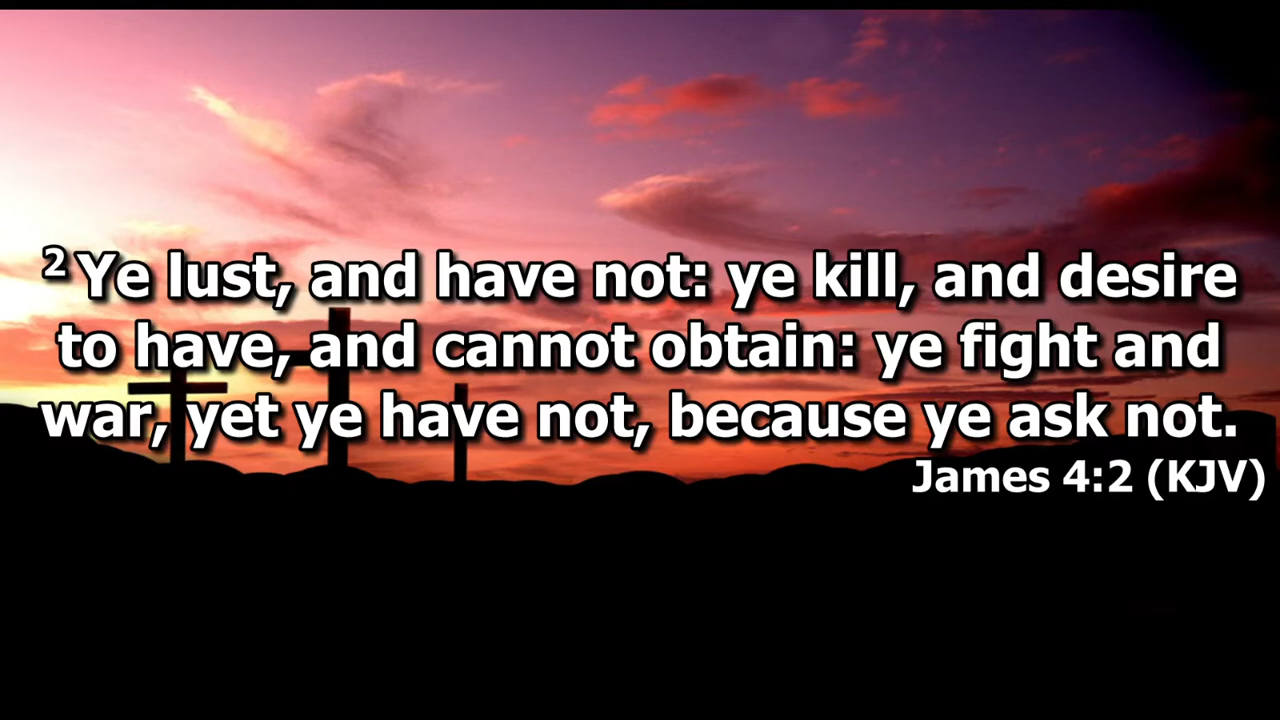 2 Ye lust, and have not: ye kill, and desire
to have, and cannot obtain: ye fight and
war, yet ye have not, because ye ask not.
James 4:2 (KJV)